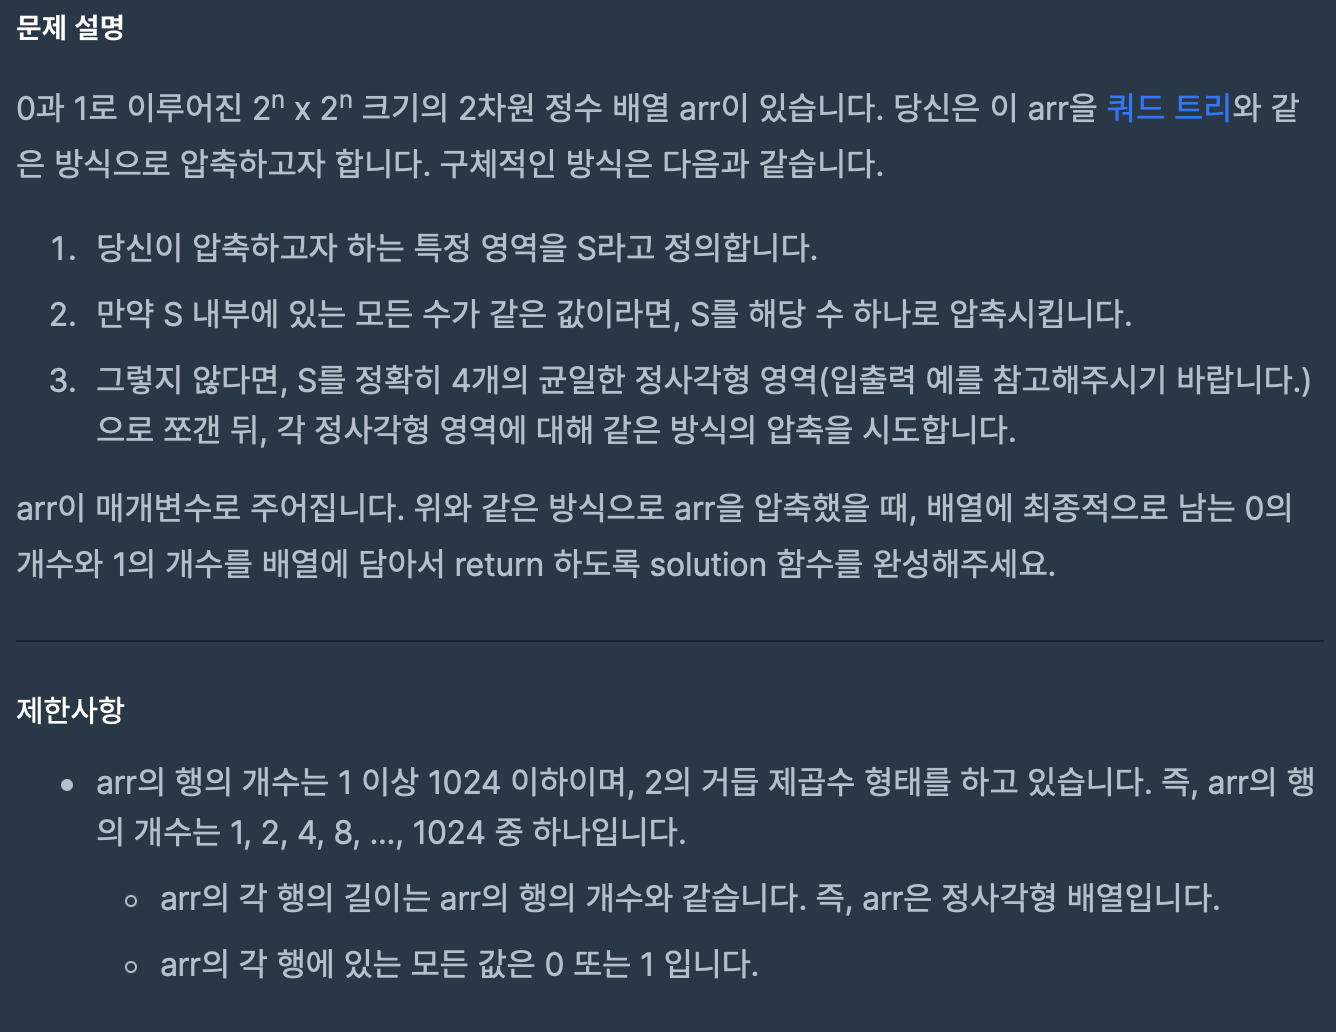 문제 설명
0과 1로 이루어진 2ⁿ x 2ⁿ 크기의 2차원 정수 배열 arr이 있습니다. 당신은 이 arr을 쿼드 트리와 같
은 방식으로 압축하고자 합니다. 구체적인 방식은 다음과 같습니다.
1. 당신이 압축하고자 하는 특정 영역을 S라고 정의합니다.
2. 만약 S 내부에 있는 모든 수가 같은 값이라면, S를 해당 수 하나로 압축시킵니다.
3. 그렇지 않다면, S를 정확히 4개의 균일한 정사각형 영역(입출력 예를 참고해주시기 바랍니다.)
으로 쪼갠 뒤, 각 정사각형 영역에 대해 같은 방식의 압축을 시도합니다.
arr이 매개변수로 주어집니다. 위와 같은 방식으로 arr을 압축했을 때, 배열에 최종적으로 남는 0의
개수와 1의 개수를 배열에 담아서 return 하도록 solution 함수를 완성해주세요.
제한사항
• arr의 행의 개수는 1 이상 1024 이하이며, 2의 거듭 제곱수 형태를 하고 있습니다. 즉, arr의 행
의 개수는 1, 2, 4, 8, ..., 1024 중 하나입니다.
◦ arr의 각 행의 길이는 arr의 행의 개수와 같습니다. 즉, arr은 정사각형 배열입니다.
◦ arr의 각 행에 있는 모든 값은 0 또는 1 입니다.